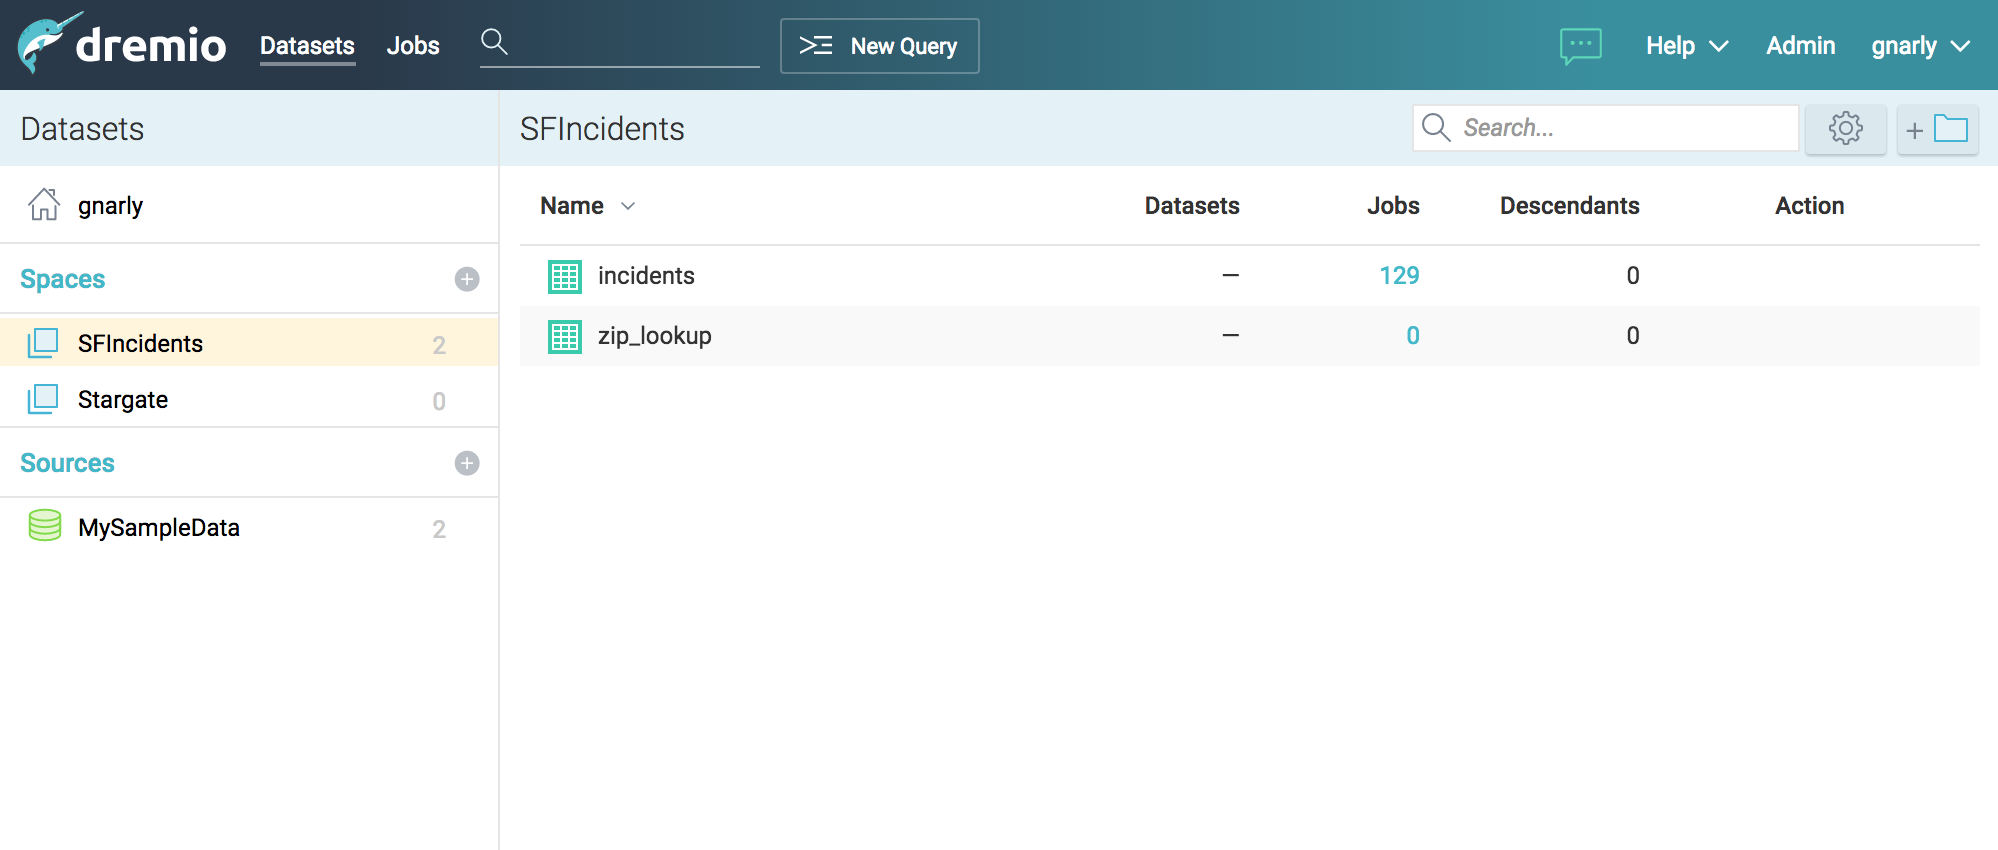 dremio Datasets Jobs New Query Help Admin gnarly
Datasets
gnarly
Spaces
SFIncidents 2
Stargate 0
Sources
MySampleData 2
SFIncidents Search...
Name Datasets Jobs Descendants Action
incidents — 129 0
zip_lookup — 0 0